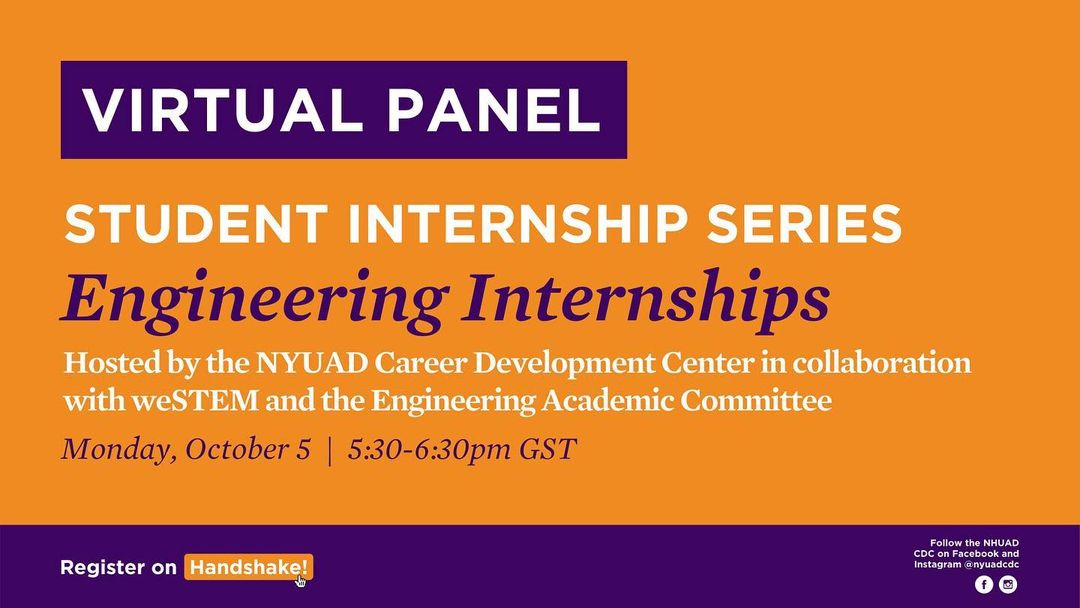 VIRTUAL PANEL
STUDENT INTERNSHIP SERIES
Engineering Internships
Hosted by the NYUAD Career Development Center in collaboration
with weSTEM and the Engineering Academic Committee
Monday, October 5 | 5:30-6:30pm GST
Register on Handshake!
Follow the NHUAD
CDC on Facebook and
Instagram @nyuadcdc